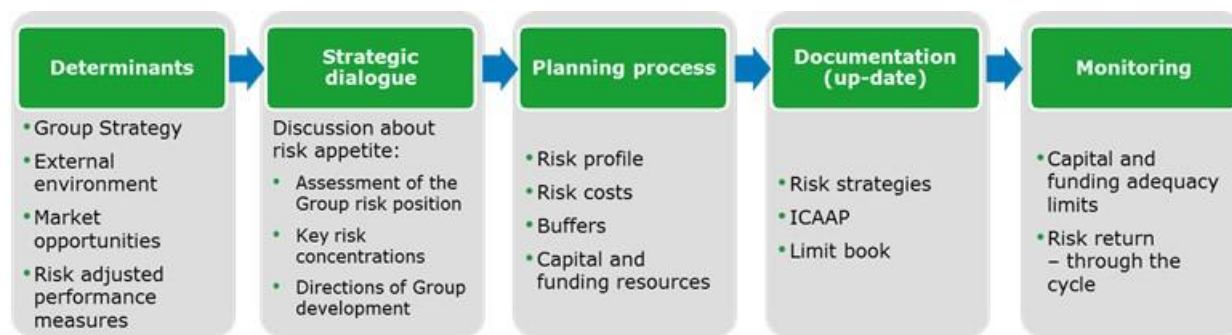 Determinants
• Group Strategy
• External
environment
• Market
opportunities
• Risk adjusted
performance
measures
Strategic
dialogue
Discussion about
risk appetite:
• Assessment of the
Group risk position
• Key risk
concentrations
• Directions of Group
development
Planning process
• Risk profile
• Risk costs
• Buffers
• Capital and
funding resources
Documentation
(up-date)
• Risk strategies
• ICAAP
• Limit book
Monitoring
• Capital and
funding adequacy
limits
• Risk return
– through the
cycle